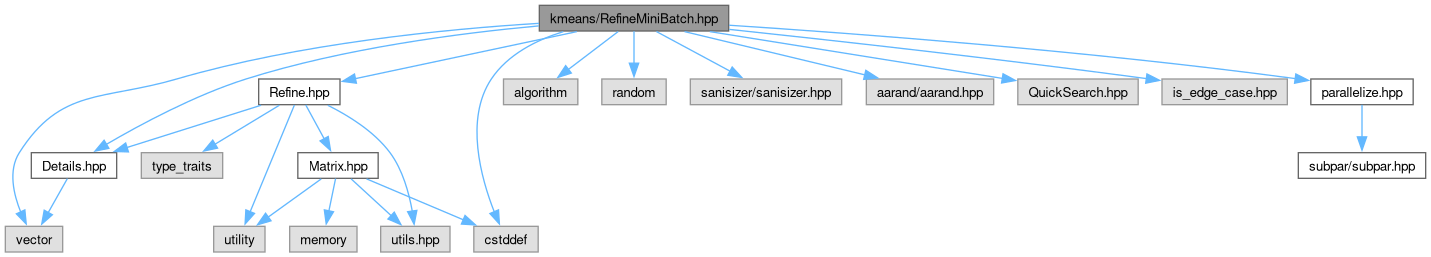 kmeans/RefineMiniBatch.hpp
Refine.hpp
algorithm
random
sanisizer/sanisizer.hpp
aarand/aarand.hpp
QuickSearch.hpp
is_edge_case.hpp
parallelize.hpp
Details.hpp
type_traits
Matrix.hpp
subpar/subpar.hpp
vector
utility
memory
utils.hpp
cstddef